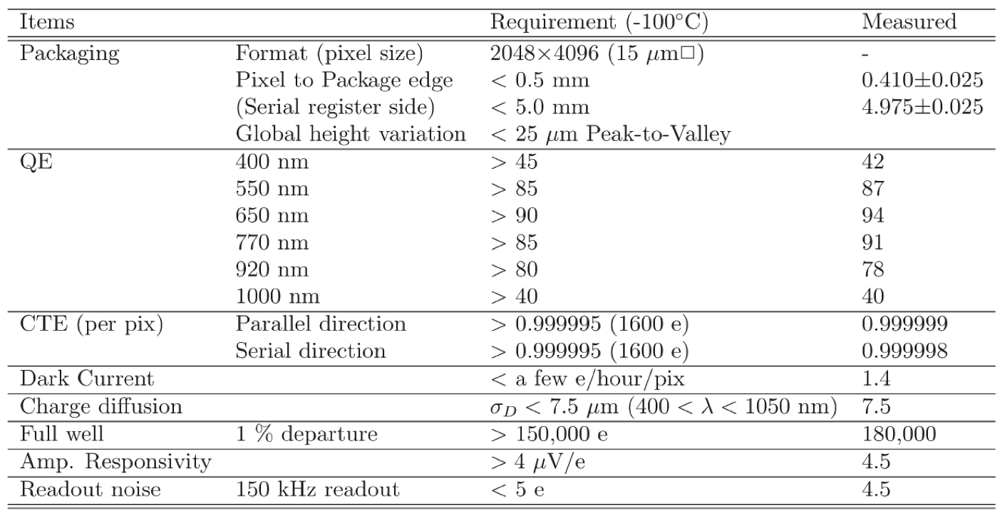 Items Requirement (-100°C) Measured
Packaging Format (pixel size) 2048×4096 (15 μm□) -
Pixel to Package edge < 0.5 mm 0.410±0.025
(Serial register side) < 5.0 mm 4.975±0.025
Global height variation < 25 μm Peak-to-Valley
QE 400 nm > 45 42
550 nm > 85 87
650 nm > 90 94
770 nm > 85 91
920 nm > 80 78
1000 nm > 40 40
CTE (per pix) Parallel direction > 0.999995 (1600 e) 0.999999
Serial direction > 0.999995 (1600 e) 0.999998
Dark Current < a few e/hour/pix 1.4
Charge diffusion σD < 7.5 μm (400 < λ < 1050 nm) 7.5
Full well 1 % departure > 150,000 e 180,000
Amp. Responsivity > 4 μV/e 4.5
Readout noise 150 kHz readout < 5 e 4.5